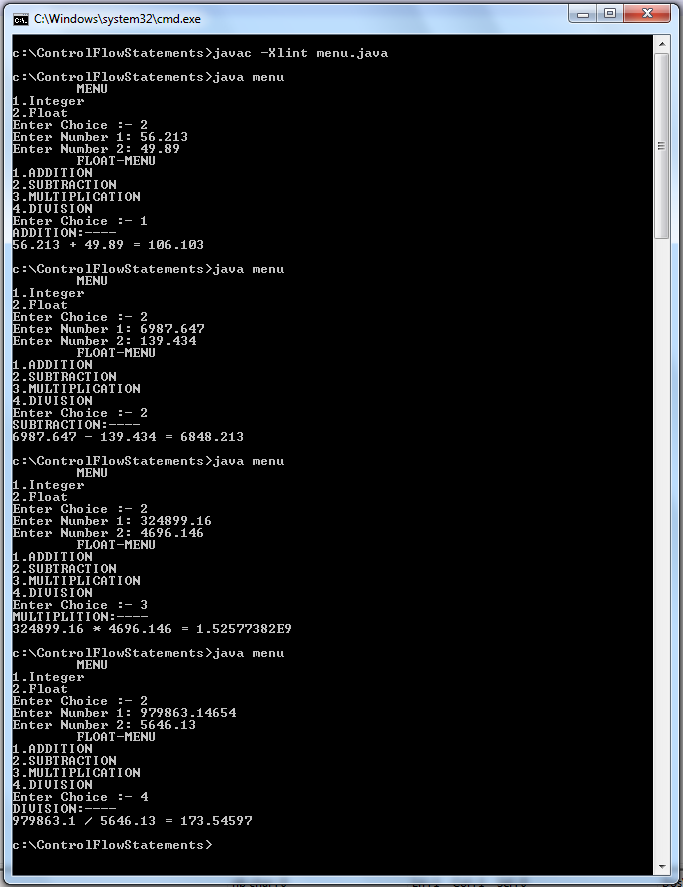 C:\Windows\system32\cmd.exe
c:\ControlFlowStatements>javac -Xlint menu.java
c:\ControlFlowStatements>java menu
MENU
1.Integer
2.Float
Enter Choice :- 2
Enter Number 1: 56.213
Enter Number 2: 49.89
FLOAT-MENU
1.ADDITION
2.SUBTRACTION
3.MULTIPLICATION
4.DIVISION
Enter Choice :- 1
ADDITION:----
56.213 + 49.89 = 106.103
c:\ControlFlowStatements>java menu
MENU
1.Integer
2.Float
Enter Choice :- 2
Enter Number 1: 6987.647
Enter Number 2: 139.434
FLOAT-MENU
1.ADDITION
2.SUBTRACTION
3.MULTIPLICATION
4.DIVISION
Enter Choice :- 2
SUBTRACTION:----
6987.647 - 139.434 = 6848.213
c:\ControlFlowStatements>java menu
MENU
1.Integer
2.Float
Enter Choice :- 2
Enter Number 1: 324899.16
Enter Number 2: 4696.146
FLOAT-MENU
1.ADDITION
2.SUBTRACTION
3.MULTIPLICATION
4.DIVISION
Enter Choice :- 3
MULTIPLITION:----
324899.16 * 4696.146 = 1.52577382E9
c:\ControlFlowStatements>java menu
MENU
1.Integer
2.Float
Enter Choice :- 2
Enter Number 1: 979863.14654
Enter Number 2: 5646.13
FLOAT-MENU
1.ADDITION
2.SUBTRACTION
3.MULTIPLICATION
4.DIVISION
Enter Choice :- 4
DIVISION:----
979863.1 / 5646.13 = 173.54597
c:\ControlFlowStatements>